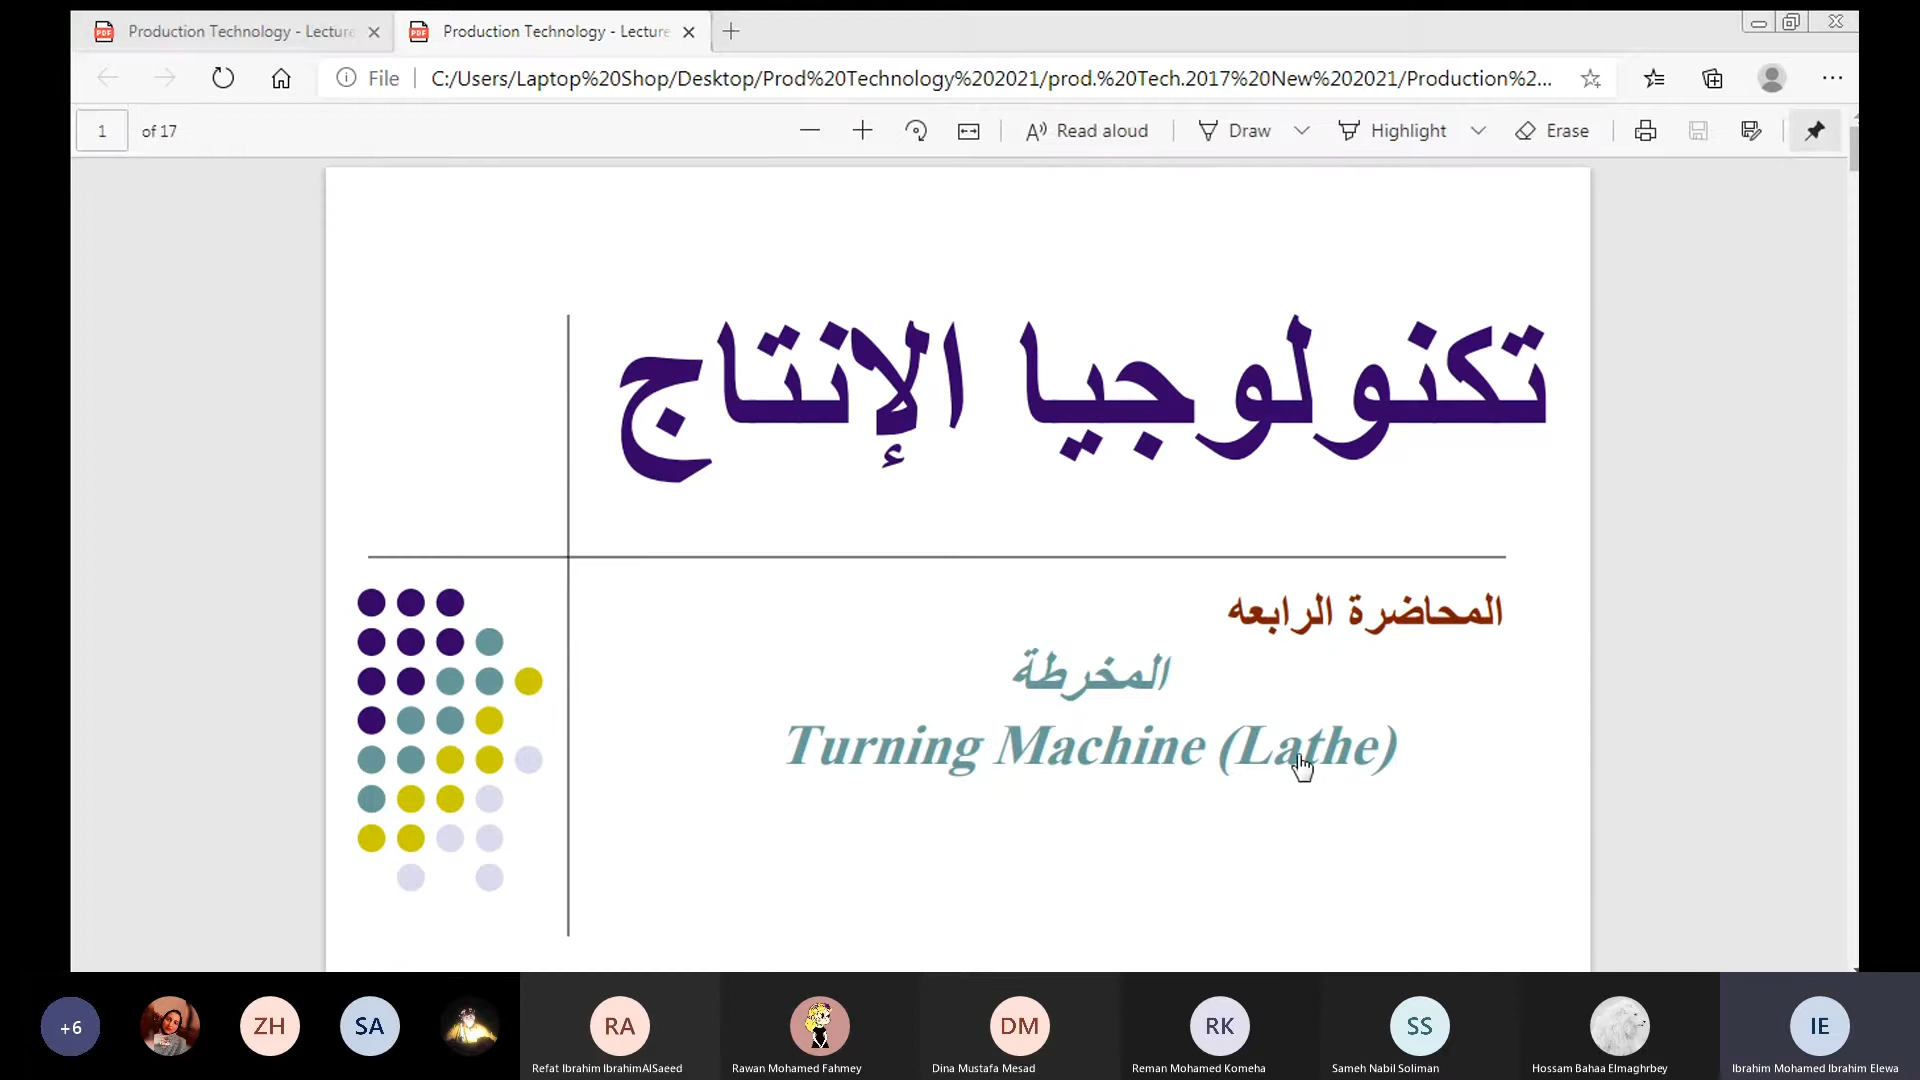 Production Technology - Lecture
Production Technology - Lecture
File
C:/Users/Laptop%20Shop/Desktop/Prod%20Technology%202021/prod.%20Tech.2017%20New%202021/Production%2...
1 of 17
Read aloud
Draw
Highlight
Erase
تكنولوجيا الإنتاج
المحاضرة الرابعه
المخرطة
Turning Machine (Lathe)
+6
ZH
SA
RA
DM
RK
SS
IE
Refat Ibrahim IbrahimAlSaeed
Rawan Mohamed Fahmey
Dina Mustafa Mesad
Reman Mohamed Komeha
Sameh Nabil Soliman
Hossam Bahaa Elmaghrbey
Ibrahim Mohamed Ibrahim Elewa